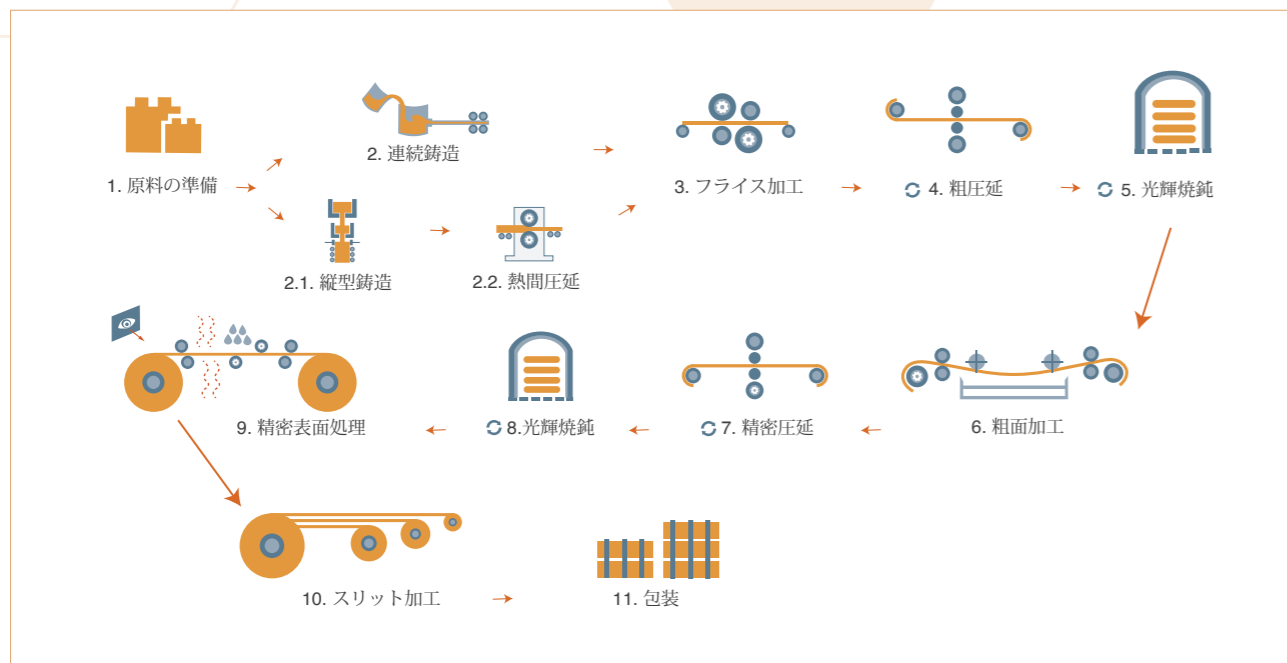 1. 原料の準備
2. 連続鋳造
2.1. 縦型鋳造
2.2. 熱間圧延
3. フライス加工
4. 粗圧延
5. 光輝焼鈍
6. 粗面加工
7. 精密圧延
8.光輝焼鈍
9. 精密表面処理
10. スリット加工
11. 包装